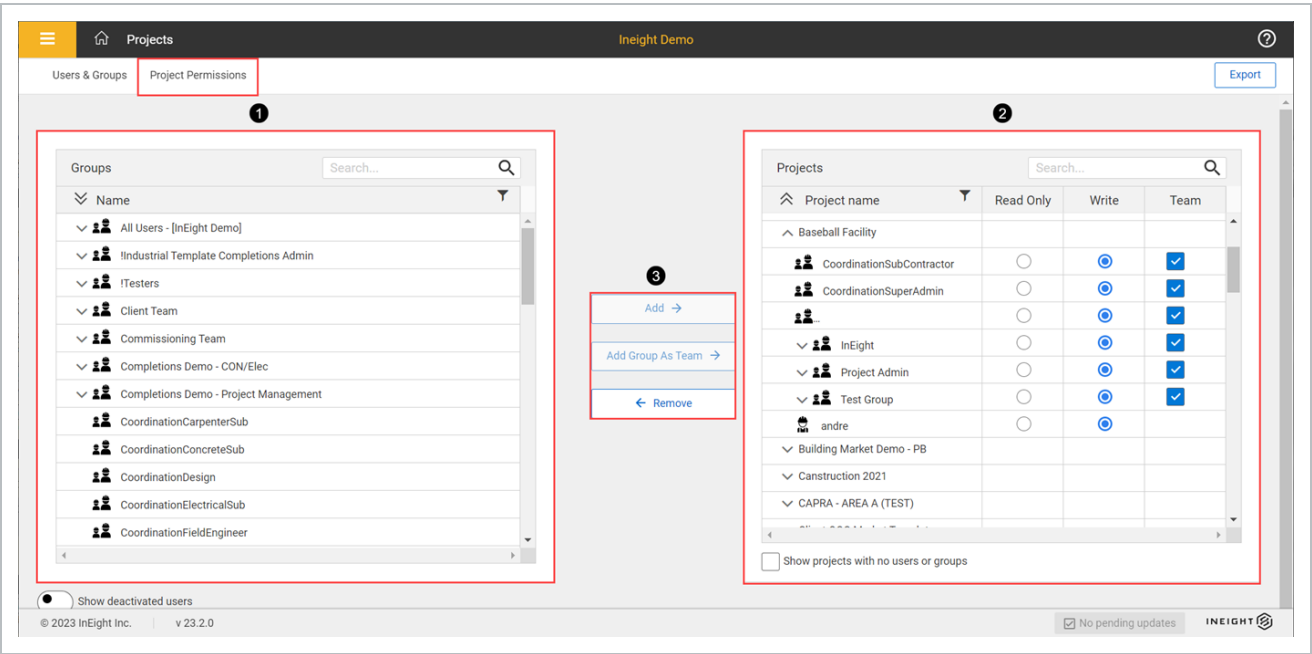 Projects
Ineight Demo
Users & Groups Project Permissions
Export
1
2
Groups Search...
Name
All Users - [InEight Demo]
!Industrial Template Completions Admin
!Testers
Client Team
Commissioning Team
Completions Demo - CON/Elec
Completions Demo - Project Management
CoordinationCarpenterSub
CoordinationConcreteSub
CoordinationDesign
CoordinationElectricalSub
CoordinationFieldEngineer
Show deactivated users
3
Add →
Add Group As Team →
← Remove
Projects Search...
Project name Read Only Write Team
Baseball Facility
CoordinationSubContractor
CoordinationSuperAdmin
...
InEight
Project Admin
Test Group
andre
Building Market Demo - PB
Canstruction 2021
CAPRA - AREA A (TEST)
Show projects with no users or groups
© 2023 InEight Inc. v 23.2.0
No pending updates
INEIGHT